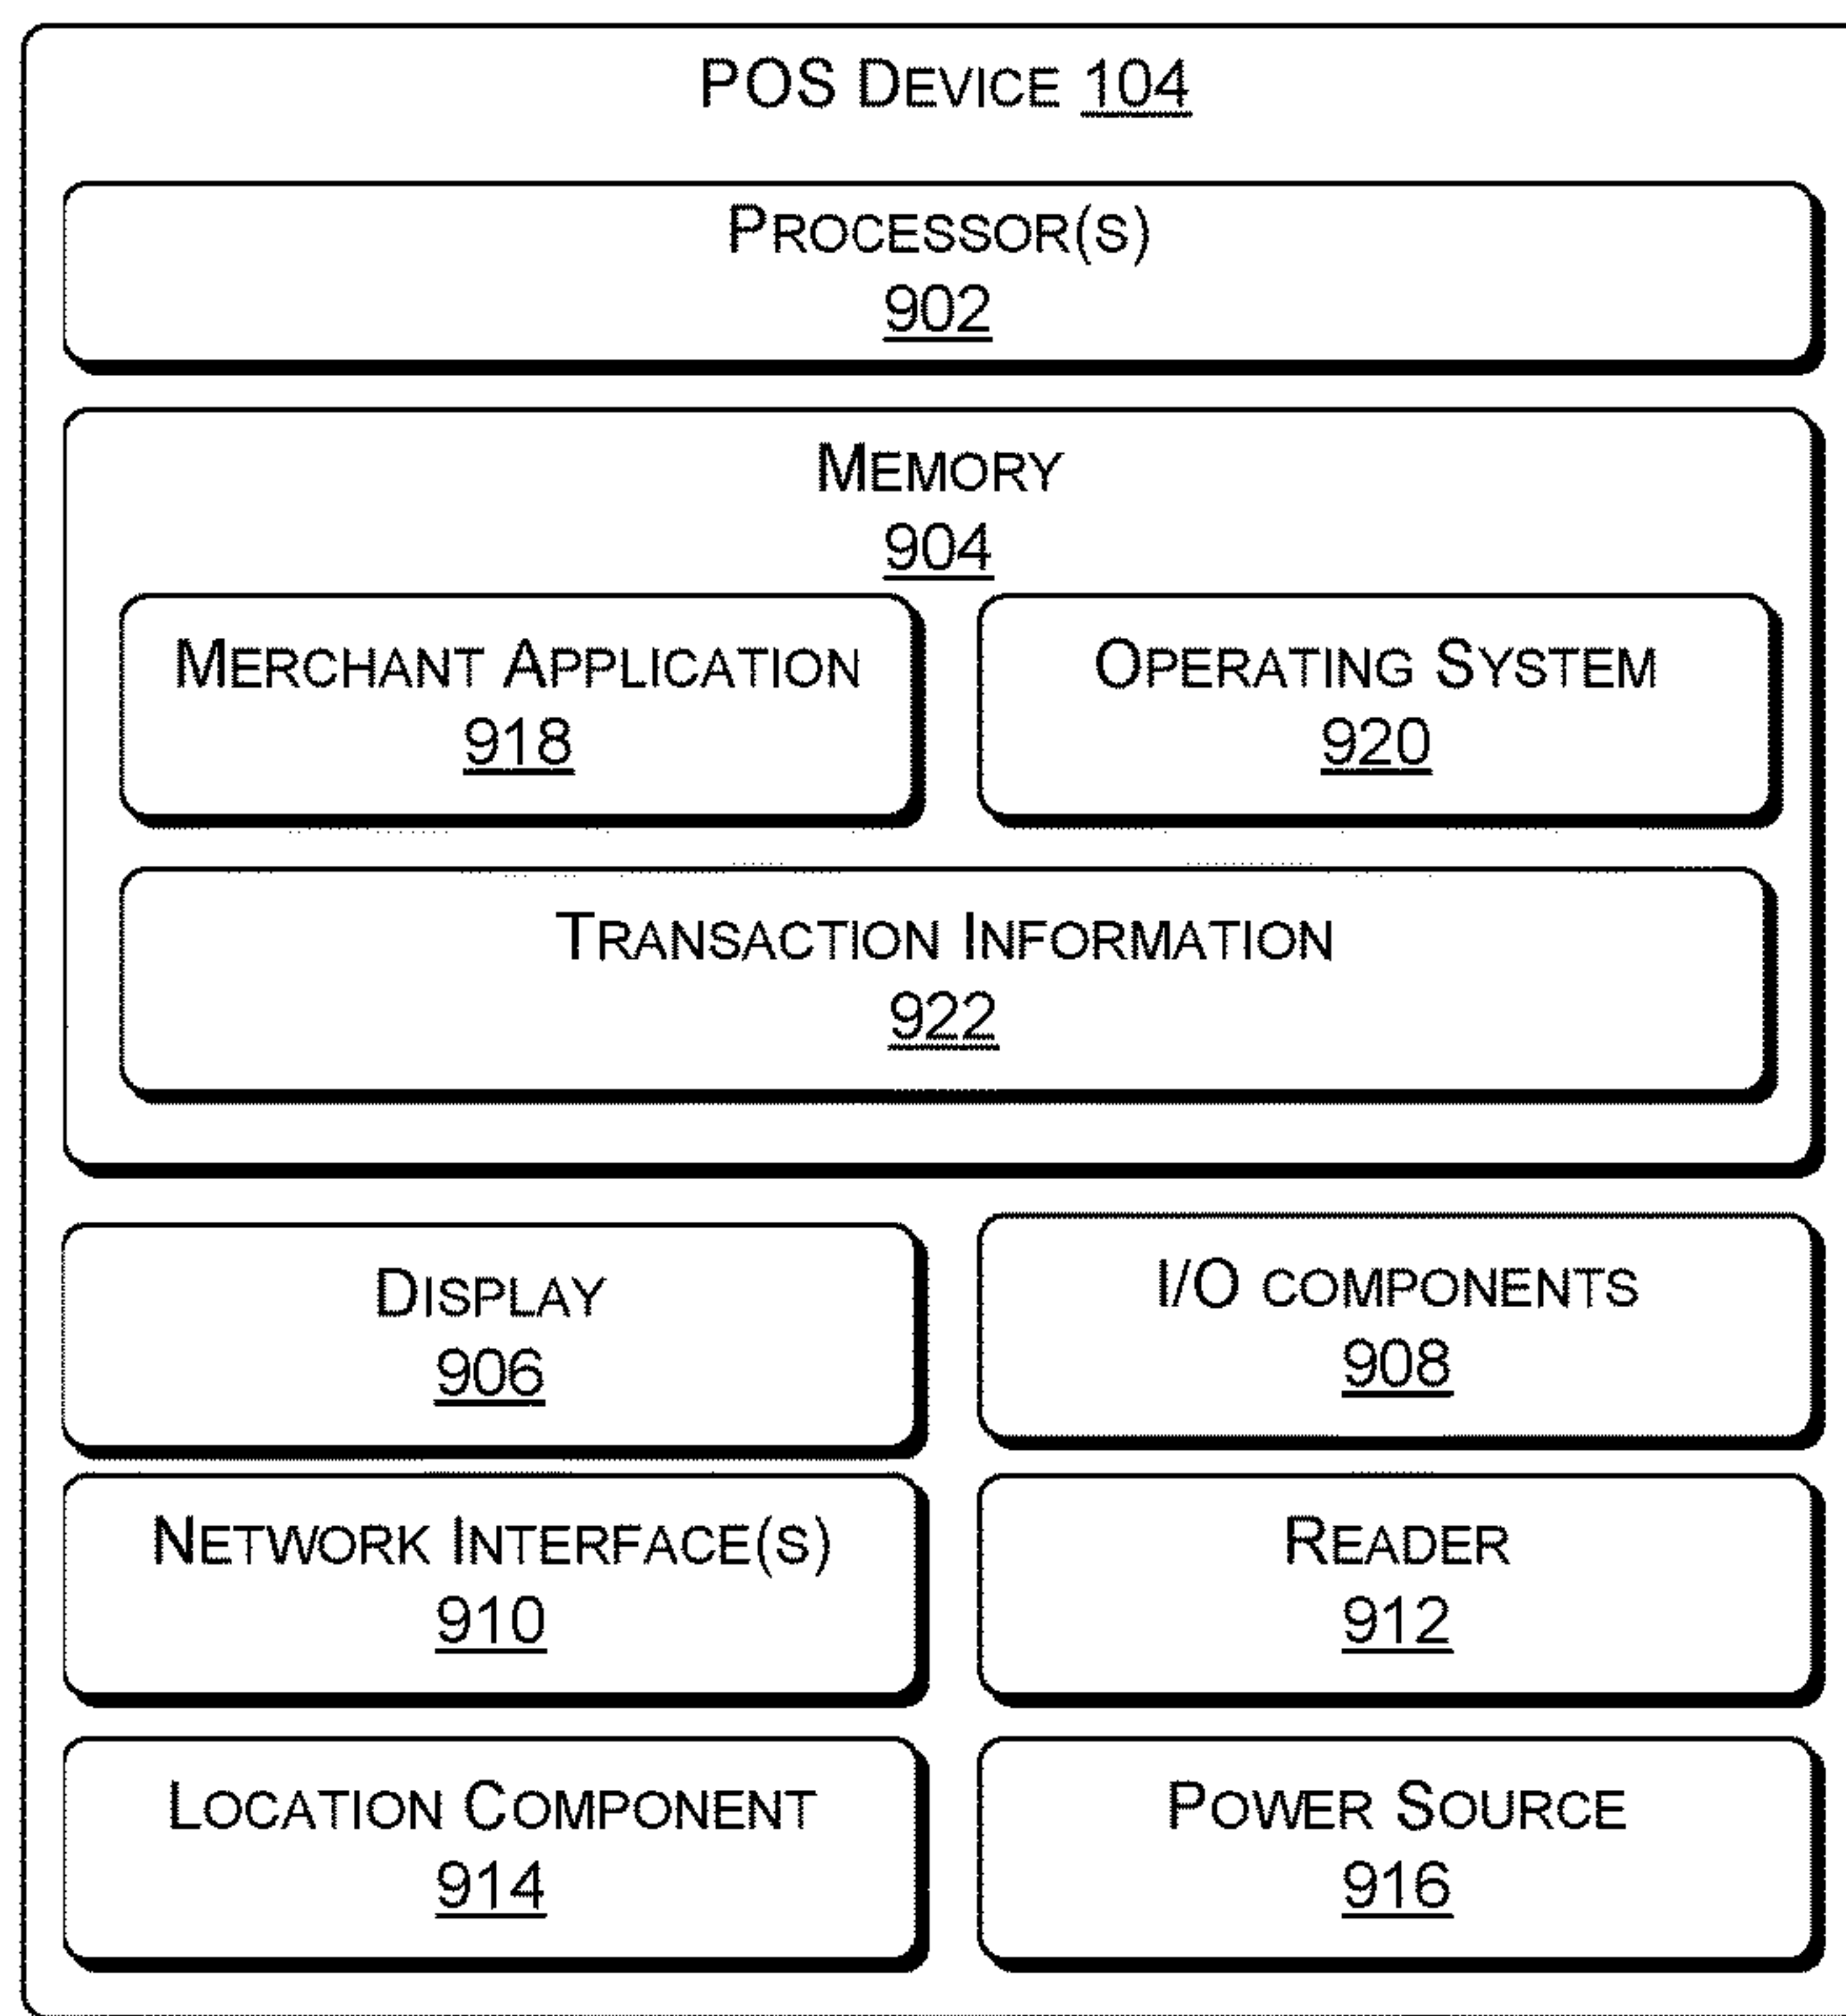 POS DEVICE 104
PROCESSOR(S)
902
MEMORY
904
MERCHANT APPLICATION
918
OPERATING SYSTEM
920
TRANSACTION INFORMATION
922
DISPLAY
906
I/O COMPONENTS
908
NETWORK INTERFACE(S)
910
READER
912
LOCATION COMPONENT
914
POWER SOURCE
916